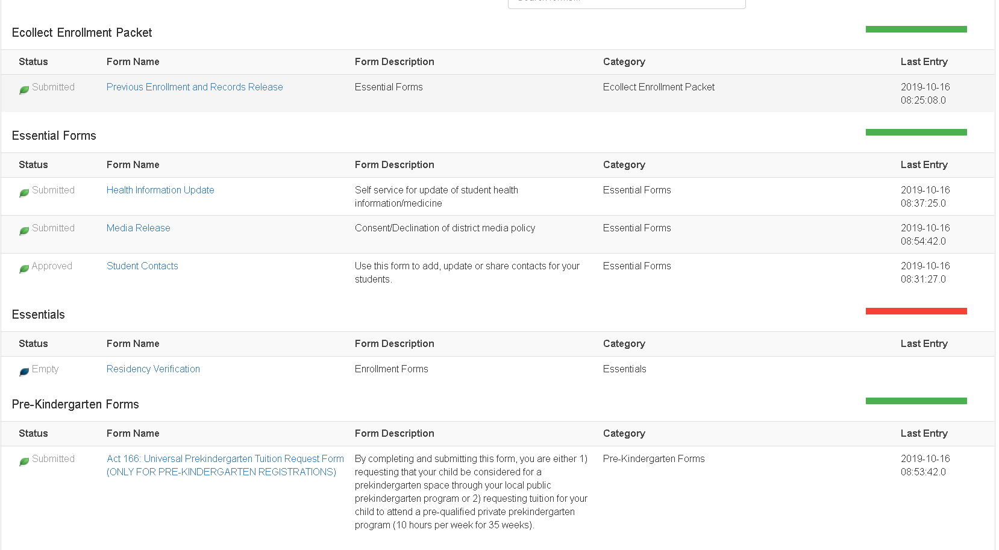 Ecollect Enrollment Packet
Status Form Name Form Description Category Last Entry
Submitted Previous Enrollment and Records Release Essential Forms Ecollect Enrollment Packet 2019-10-16
08:25:08.0
Essential Forms
Status Form Name Form Description Category Last Entry
Submitted Health Information Update Self service for update of student health Essential Forms 2019-10-16
information/medicine 08:37:25.0
Submitted Media Release Consent/Declination of district media policy Essential Forms 2019-10-16
08:54:42.0
Approved Student Contacts Use this form to add, update or share contacts for your Essential Forms 2019-10-16
students. 08:31:27.0
Essentials
Status Form Name Form Description Category Last Entry
Empty Residency Verification Enrollment Forms Essentials
Pre-Kindergarten Forms
Status Form Name Form Description Category Last Entry
Submitted Act 166: Universal Prekindergarten Tuition Request Form By completing and submitting this form, you are either 1) Pre-Kindergarten Forms 2019-10-16
(ONLY FOR PRE-KINDERGARTEN REGISTRATIONS) requesting that your child be considered for a 08:53:42.0
prekindergarten space through your local public
prekindergarten program or 2) requesting tuition for your
child to attend a pre-qualified private prekindergarten
program (10 hours per week for 35 weeks).